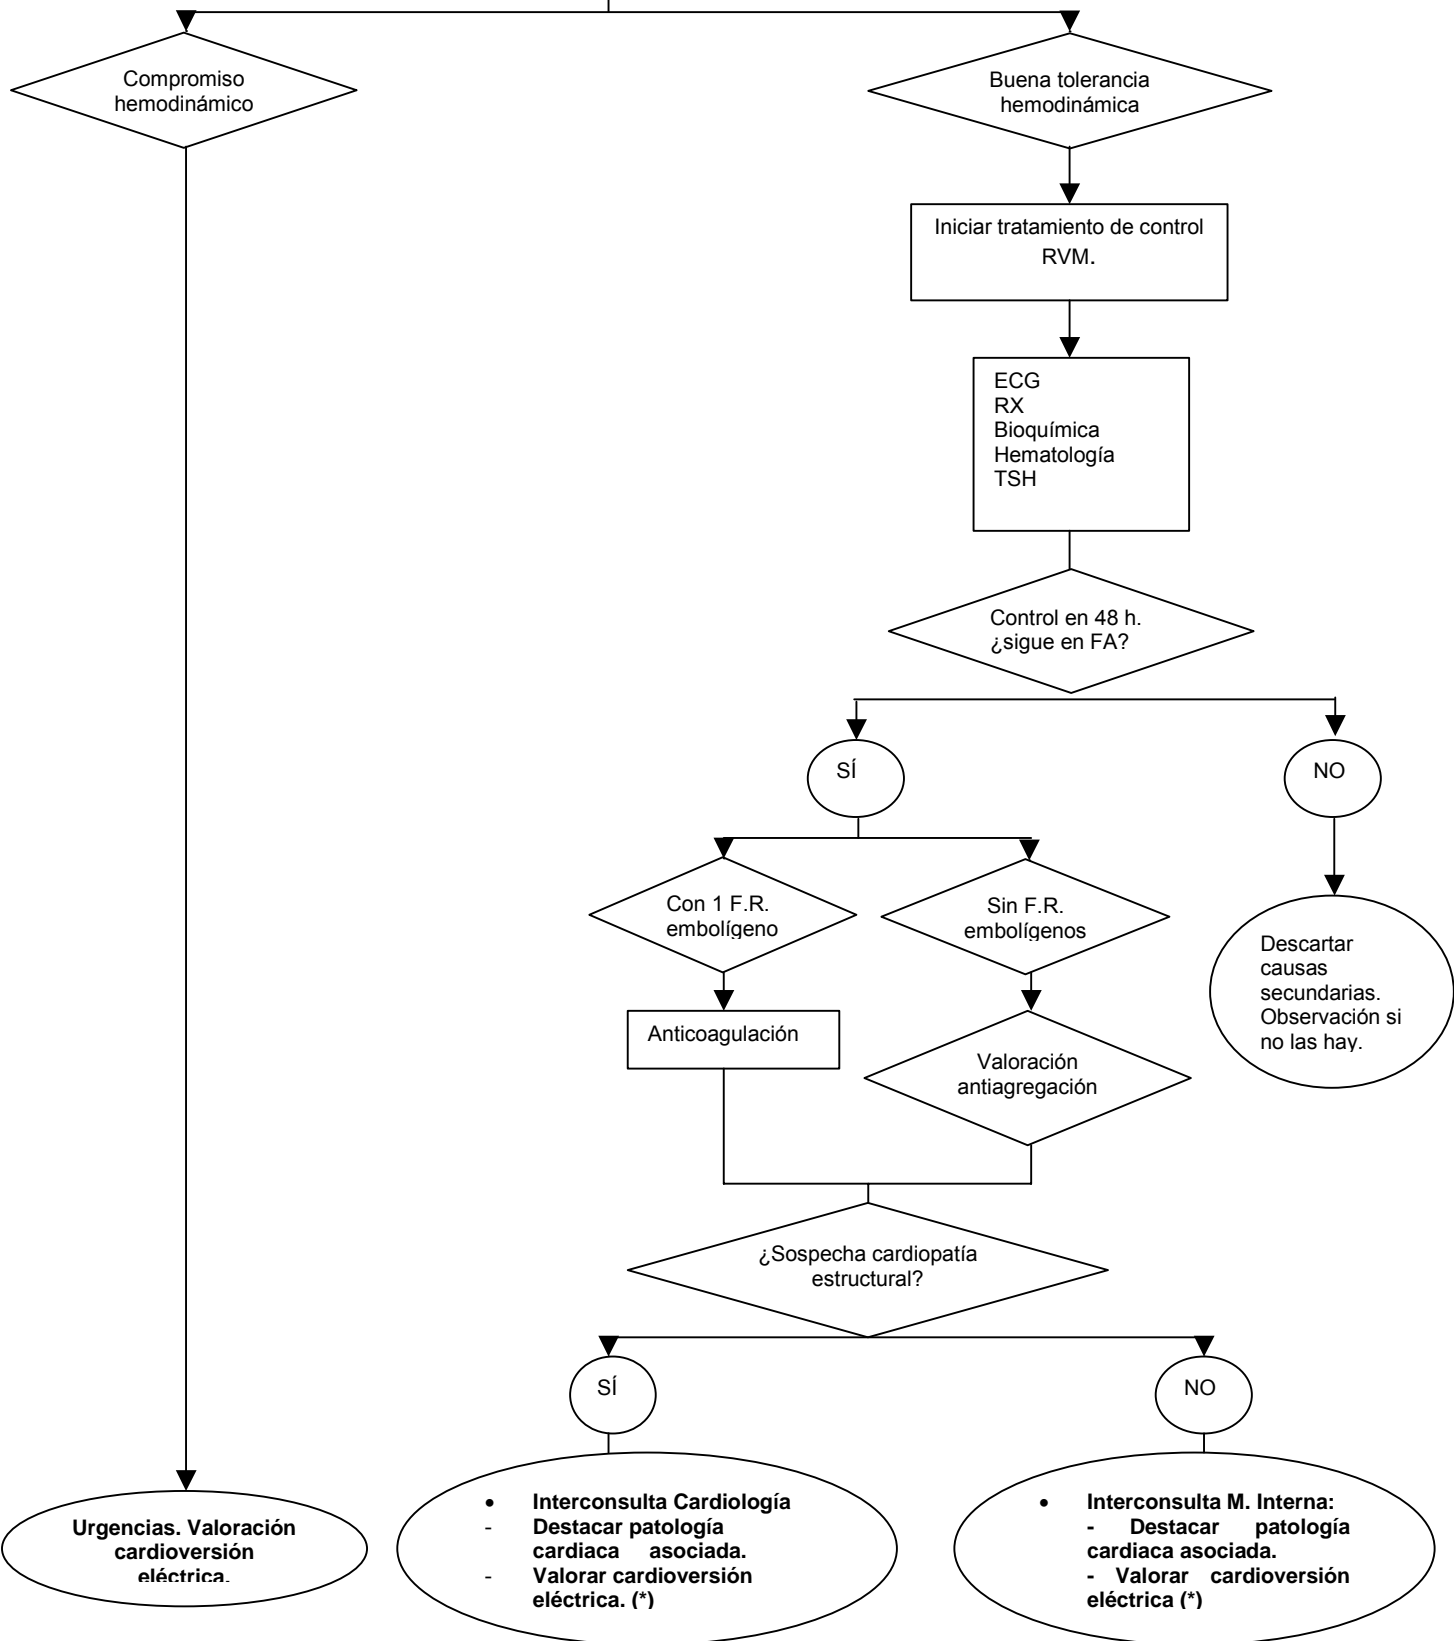 Compromiso
hemodinámico
Buena tolerancia
hemodinámica
Iniciar tratamiento de control
RVM.
ECG
RX
Bioquímica
Hematología
TSH
Control en 48 h.
¿sigue en FA?
SÍ
NO
Con 1 F.R.
embolígeno
Sin F.R.
embolígenos
Descartar
causas
secundarias.
Observación si
no las hay.
Anticoagulación
Valoración
antiagregación
¿Sospecha cardiopatía
estructural?
SÍ
NO
Urgencias. Valoración
cardioversión
eléctrica.
• Interconsulta Cardiología
- Destacar patología
cardiaca asociada.
- Valorar cardioversión
eléctrica. (*)
• Interconsulta M. Interna:
- Destacar patología
cardiaca asociada.
- Valorar cardioversión
eléctrica (*)